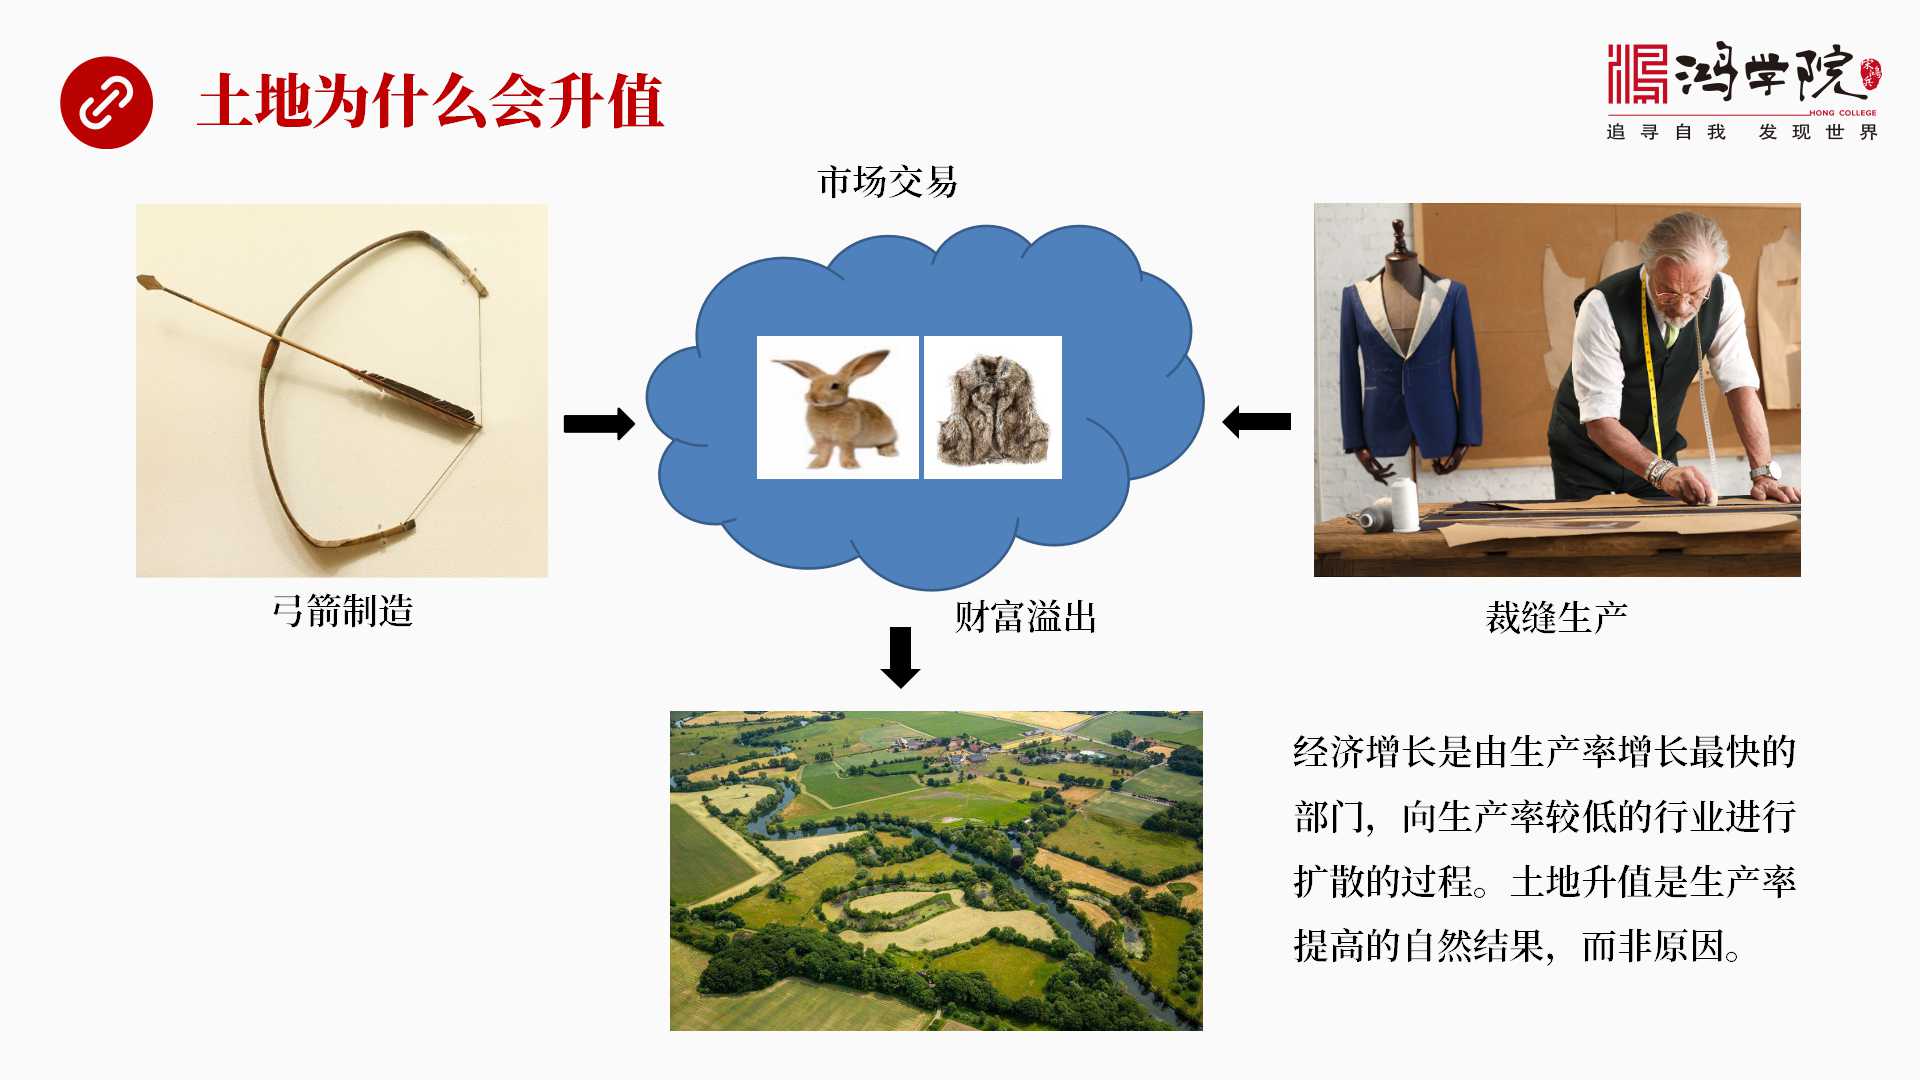 土地为什么会升值
鸿学院
宋鸿兵
HONG COLLEGE
追寻自我 发现世界
市场交易
弓箭制造
财富溢出
裁缝生产
经济增长是由生产率增长最快的
部门，向生产率较低的行业进行
扩散的过程。土地升值是生产率
提高的自然结果，而非原因。